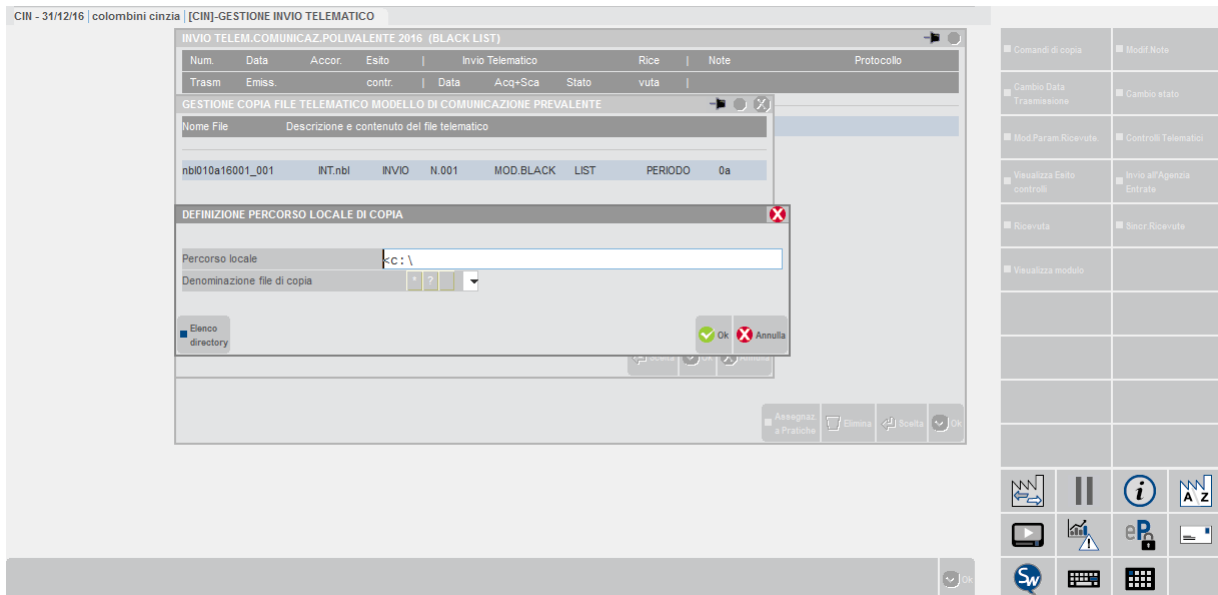 CIN - 31/12/16 | colombini cinzia | [CIN]-GESTIONE INVIO TELEMATICO
INVIO TELEM.COMUNICAZ.POLIVALENTE 2016 (BLACK LIST)
Num. Data Accor. Esito | Invio Telematico Rice | Note Protocollo
Trasm Emiss. contr. | Data Acq+Sca Stato vuta |
GESTIONE COPIA FILE TELEMATICO MODELLO DI COMUNICAZIONE PREVALENTE
Nome File Descrizione e contenuto del file telematico
nbl010a16001_001 INT.nbl INVIO N.001 MOD.BLACK LIST PERIODO 0a
DEFINIZIONE PERCORSO LOCALE DI COPIA
Percorso locale <c:\
Denominazione file di copia * ?
Elenco directory
Ok Annulla
Scelta Ok Annulla
Assegnaz a Pratiche Elimina Scelta Ok
Ok
Comandi di copia Modif Note
Cambio Data Trasmissione Cambio stato
Mod.Param.Ricevute. Controlli Telematici
Visualizza Esito controlli Invio all'Agenzia Entrate
Ricevuta Sincr.Ricevute
Visualizza modulo
i
A Z
eP
Sw